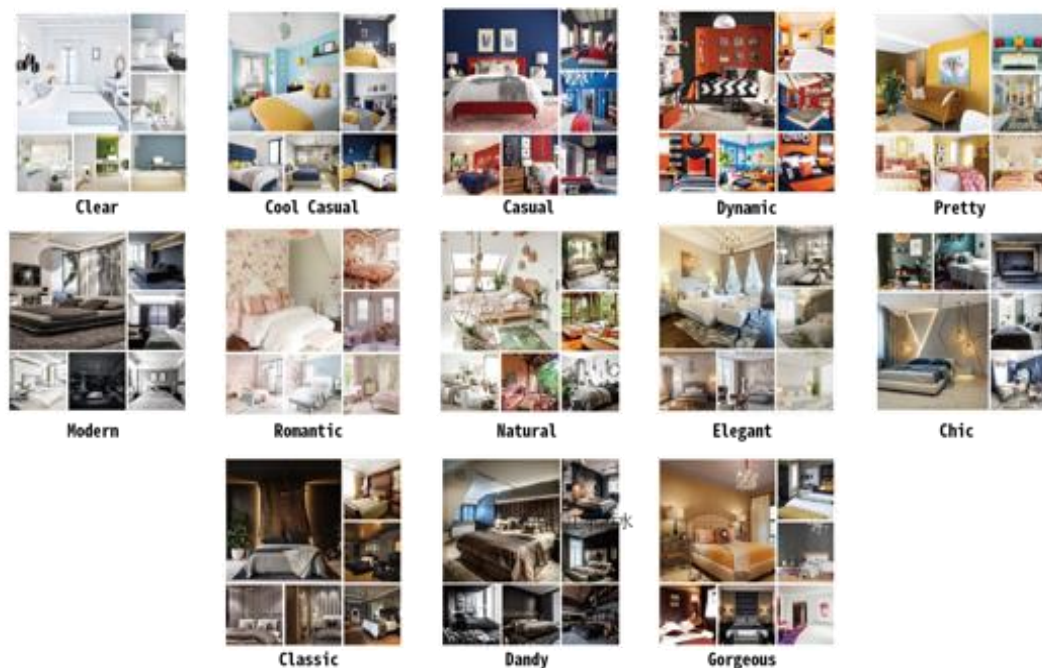 Clear
Cool Casual
Casual
Dynamic
Pretty
Modern
Romantic
Natural
Elegant
Chic
Classic
Dandy
Gorgeous